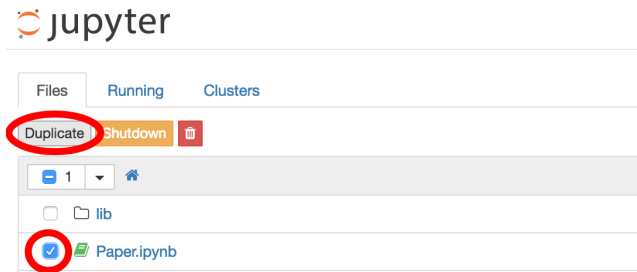 jupyter
Files Running Clusters
Duplicate Shutdown
1
lib
Paper.ipynb